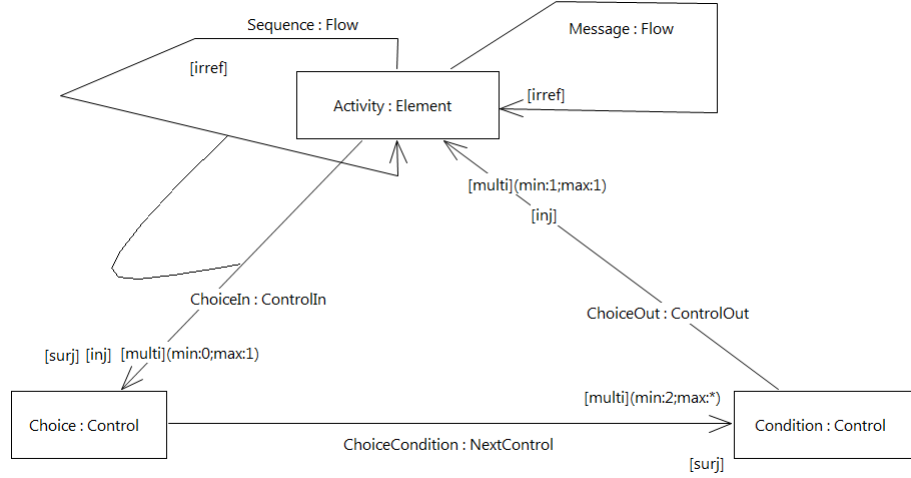 Sequence : Flow
Message : Flow
[irref]
[irref]
Activity : Element
[multi](min:1;max:1)
[inj]
ChoiceIn : ControlIn
ChoiceOut : ControlOut
[surj] [inj] [multi](min:0;max:1)
[multi](min:2;max:*)
Choice : Control
Condition : Control
ChoiceCondition : NextControl
[surj]